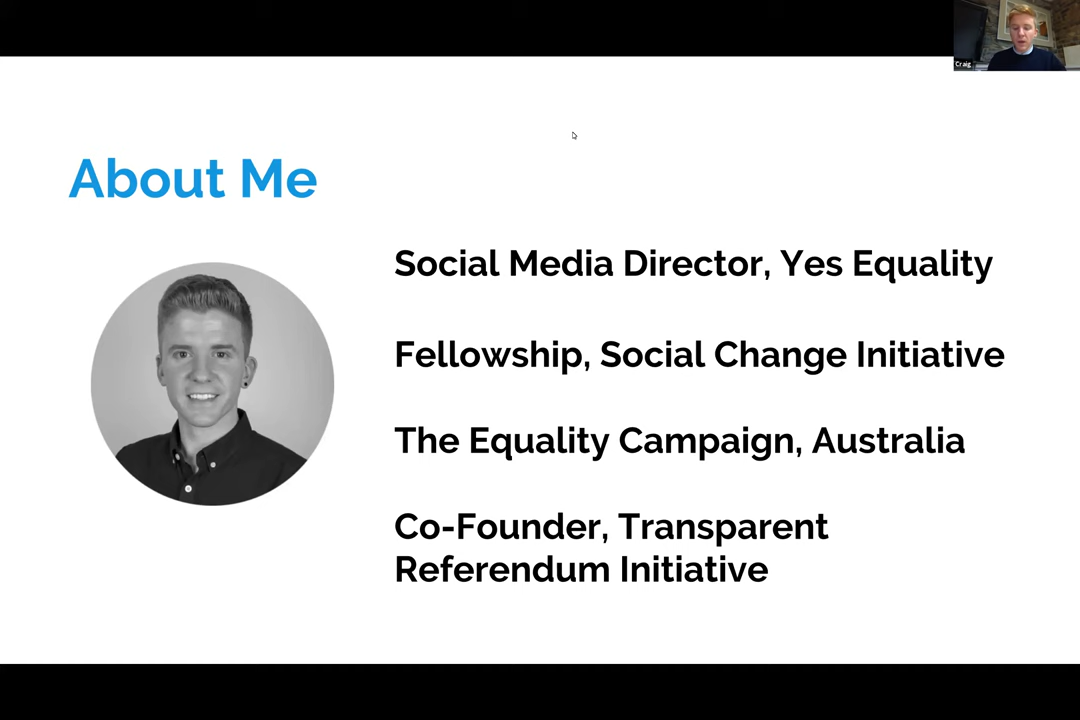 Craig
About Me
Social Media Director, Yes Equality
Fellowship, Social Change Initiative
The Equality Campaign, Australia
Co-Founder, Transparent
Referendum Initiative